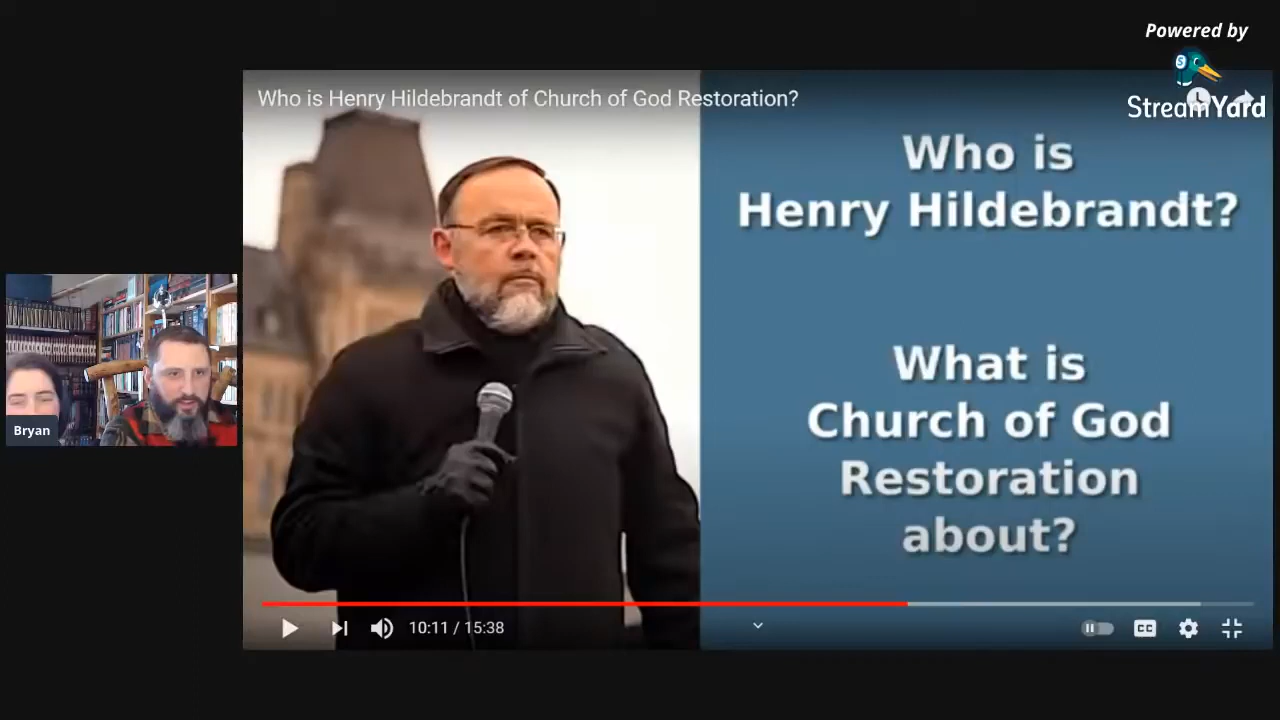 Powered by
S
StreamYard
Who is Henry Hildebrandt of Church of God Restoration?
Who is
Henry Hildebrandt?
What is
Church of God
Restoration
about?
Bryan
10:11 / 15:38
CC